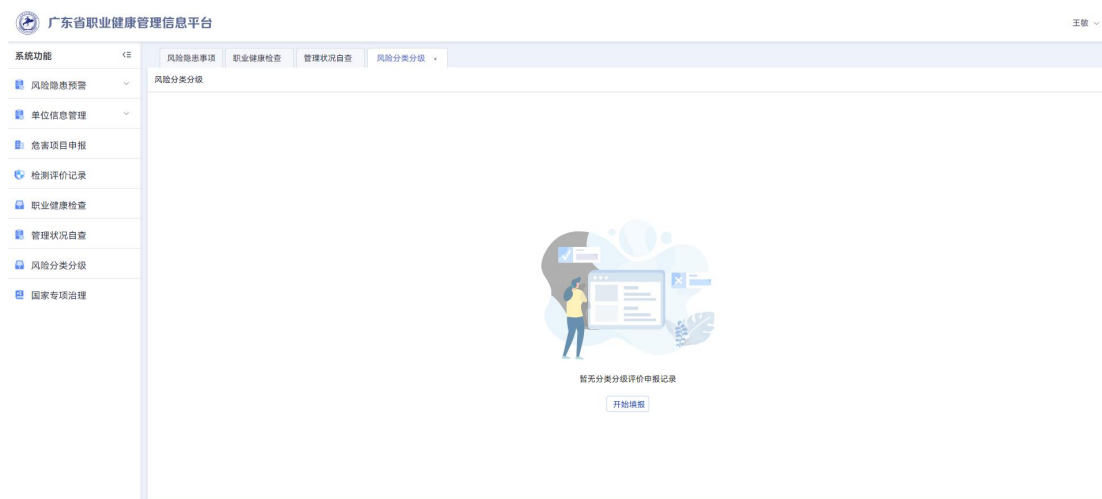 广东省职业健康管理信息平台
王敏
系统功能
风险隐患事项 职业健康检查 管理状况自查 风险分类分级
风险隐患预警
风险分类分级
单位信息管理
危害项目申报
检测评价记录
职业健康检查
管理状况自查
风险分类分级
国家专项治理
暂无分类分级评价申报记录
开始填报